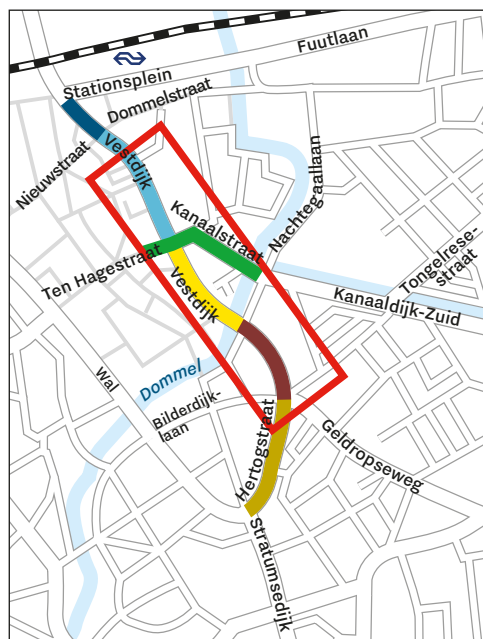 Fuutlaan
Stationsplein
Dommelstraat
Nieuwstraat
Vestdijk
Nachtegaallaan
Kanaalstraat
Ten Hagestraat
Tongelrese-
straat
Vestdijk
Kanaaldijk-Zuid
Wal
Dommel
Bilderdijk-
laan
Hertogstraat
Geldropseweg
Stratumsedijk